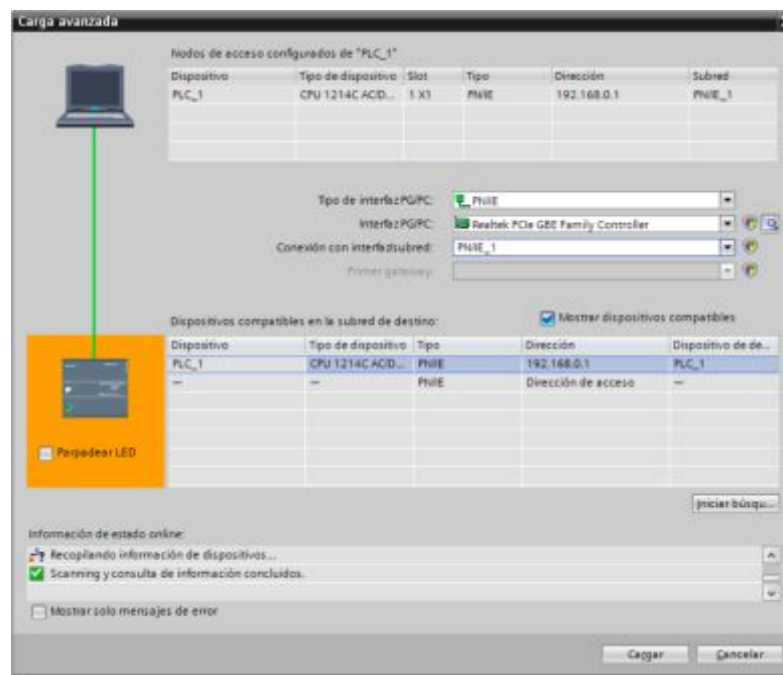 Carga avanzada
Nodos de acceso configurados de "PLC_1"
Dispositivo Tipo de dispositivo Slot Tipo Dirección Subred
PLC_1 CPU 1214C AC/D... 1 X1 PN/IE 192.168.0.1 PN/IE_1
Tipo de interfaz PG/PC: PN/IE
Interfaz PG/PC: Realtek PCIe GBE Family Controller
Conexión con interfaz/subred: PN/IE_1
Primer gateway:
Dispositivos compatibles en la subred de destino: Mostrar dispositivos compatibles
Dispositivo Tipo de dispositivo Tipo Dirección Dispositivo de de...
PLC_1 CPU 1214C AC/D... PN/IE 192.168.0.1 PLC_1
— — PN/IE Dirección de acceso —
Parpadear LED
Iniciar búsqu...
Información de estado online:
Recopilando información de dispositivos...
Scanning y consulta de información concluidos.
Mostrar solo mensajes de error
Cargar Cancelar